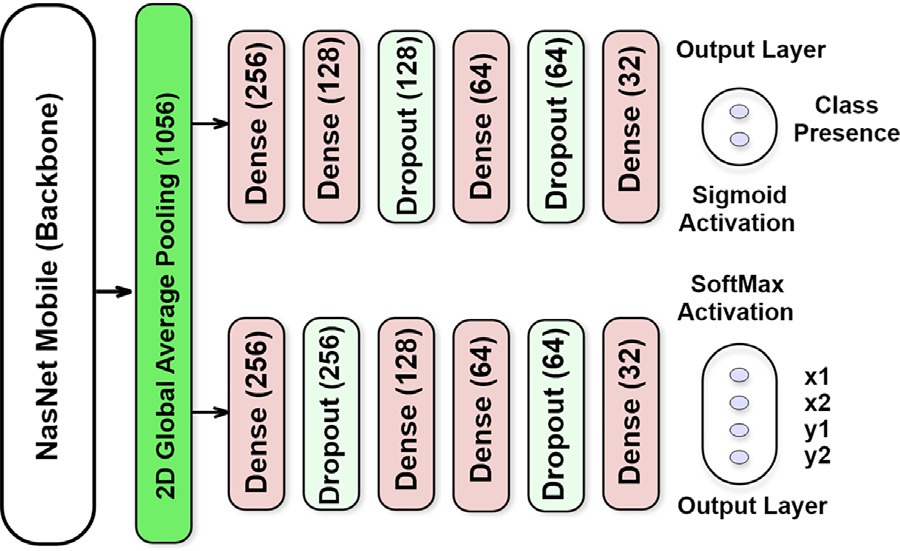 NasNet Mobile (Backbone)
2D Global Average Pooling (1056)
Dense (256)
Dense (128)
Dropout (128)
Dense (64)
Dropout (64)
Dense (32)
Output Layer
Class
Presence
Sigmoid
Activation
Dense (256)
Dropout (256)
Dense (128)
Dense (64)
Dropout (64)
Dense (32)
SoftMax
Activation
x1
x2
y1
y2
Output Layer